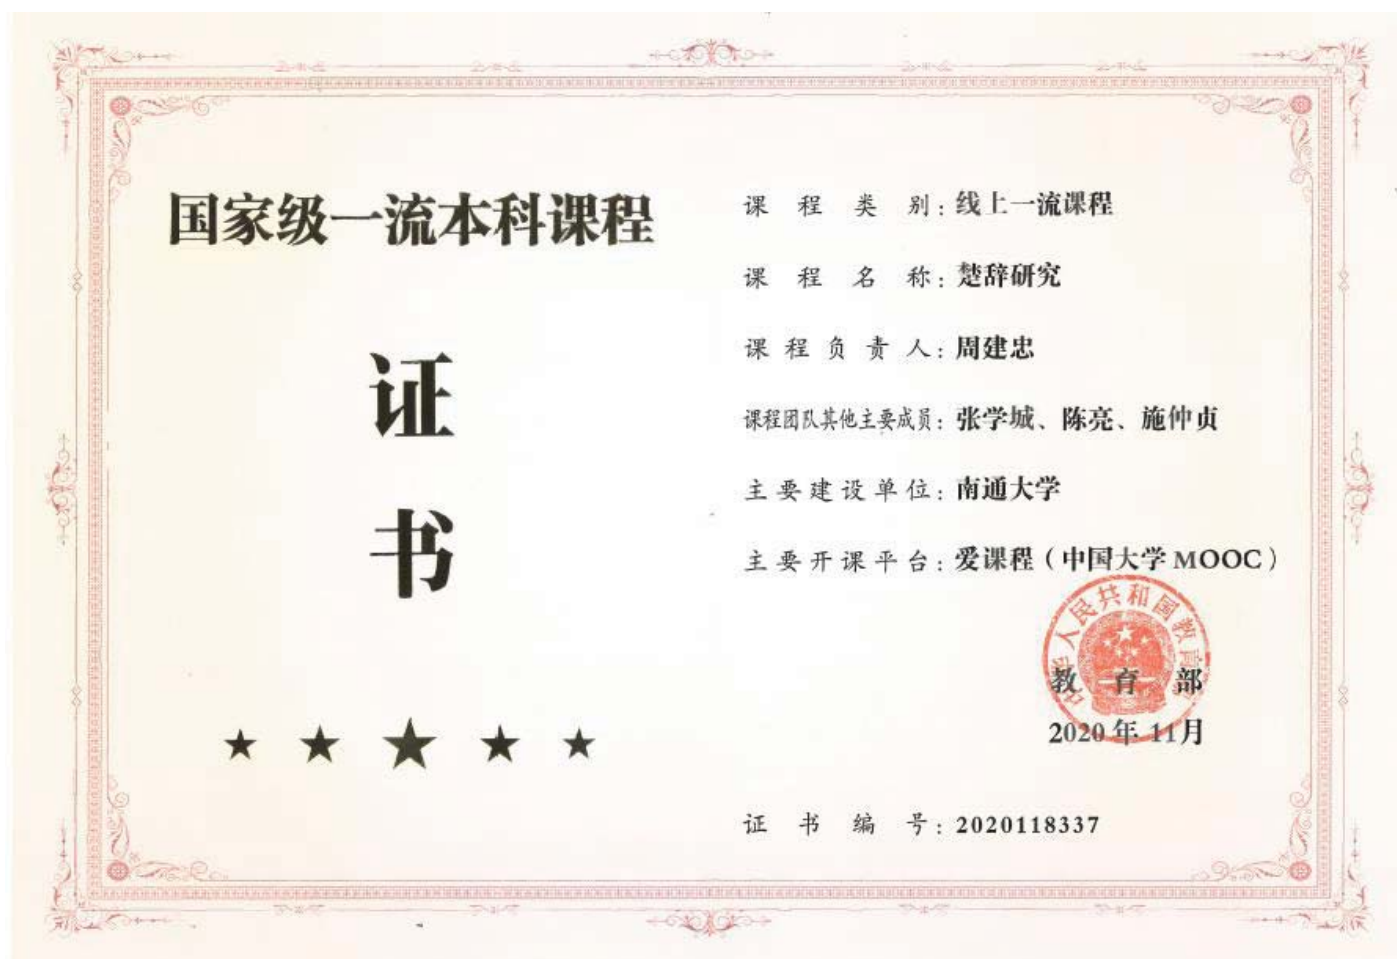 国家级一流本科课程
证
书
课程类别：线上一流课程
课程名称：楚辞研究
课程负责人：周建忠
课程团队其他主要成员：张学城、陈亮、施仲贞
主要建设单位：南通大学
主要开课平台：爱课程（中国大学MOOC）
中华人民共和国教育部
教育部
2020年11月
证书编号：2020118337